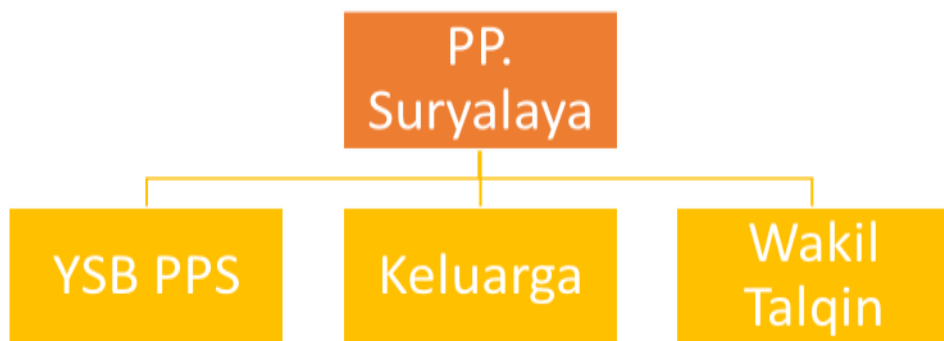 PP.
Suryalaya
YSB PPS
Keluarga
Wakil
Talqin